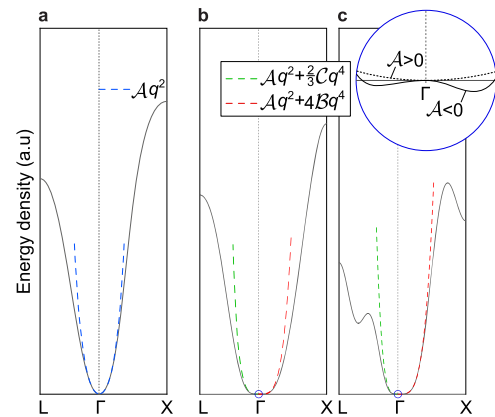 a
b
c
𝒜q²
𝒜q²+⅔𝒞q⁴
𝒜q²+4ℬq⁴
𝒜>0
Γ
𝒜<0
Energy density (a.u)
L Γ X
L Γ X
L Γ X